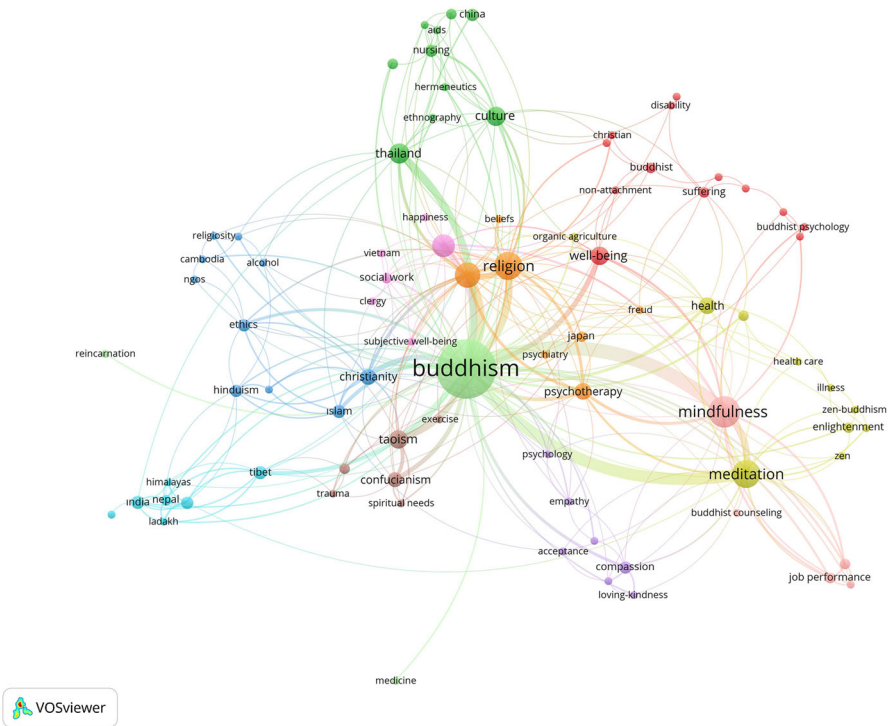 china
aids
nursing
hermeneutics
disability
culture
ethnography
christian
thailand
buddhist
non-attachment
suffering
happiness
beliefs
buddhist psychology
religiosity
organic agriculture
vietnam
well-being
cambodia
alcohol
religion
ngos
social work
clergy
health
freud
ethics
japan
subjective well-being
reincarnation
psychiatry
buddhism
health care
christianity
hinduism
psychotherapy
illness
islam
mindfulness
zen-buddhism
exercise
enlightenment
taoism
psychology
zen
tibet
meditation
confucianism
himalayas
trauma
india
nepal
spiritual needs
empathy
buddhist counseling
ladakh
acceptance
compassion
job performance
loving-kindness
medicine
VOSviewer